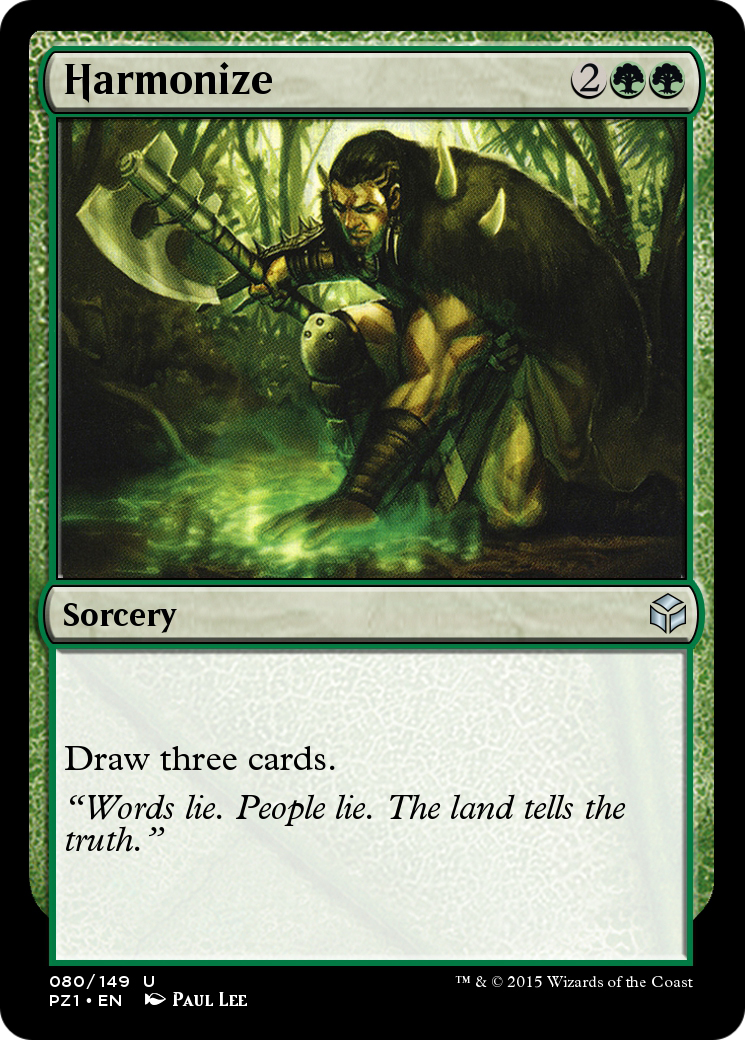 Harmonize 2
Sorcery
Draw three cards.
“Words lie. People lie. The land tells the
truth.”
080/149 U
PZ1 • EN Paul Lee
™ & © 2015 Wizards of the Coast